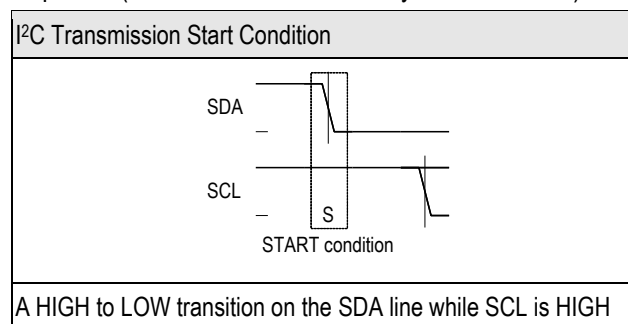 I²C Transmission Start Condition
SDA
SCL
S
START condition
A HIGH to LOW transition on the SDA line while SCL is HIGH